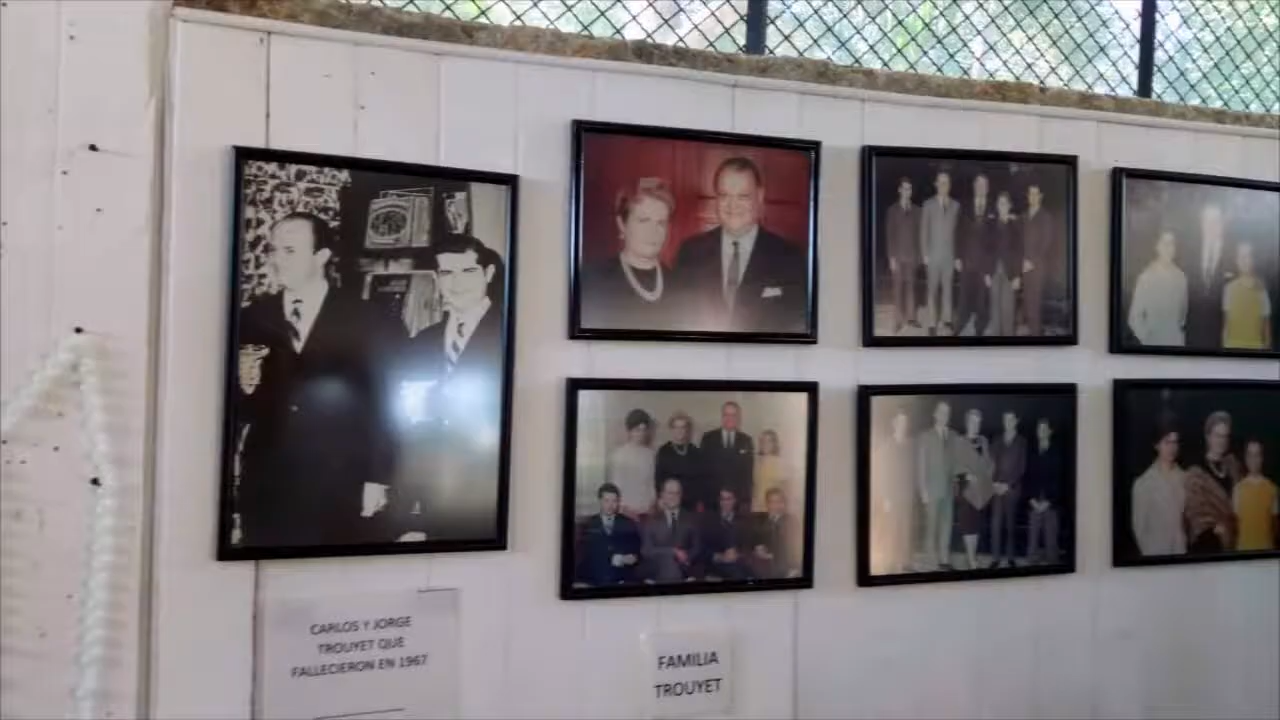 CARLOS Y JORGE
TROUYET QUE
FALLECIERON EN 1967
FAMILIA
TROUYET